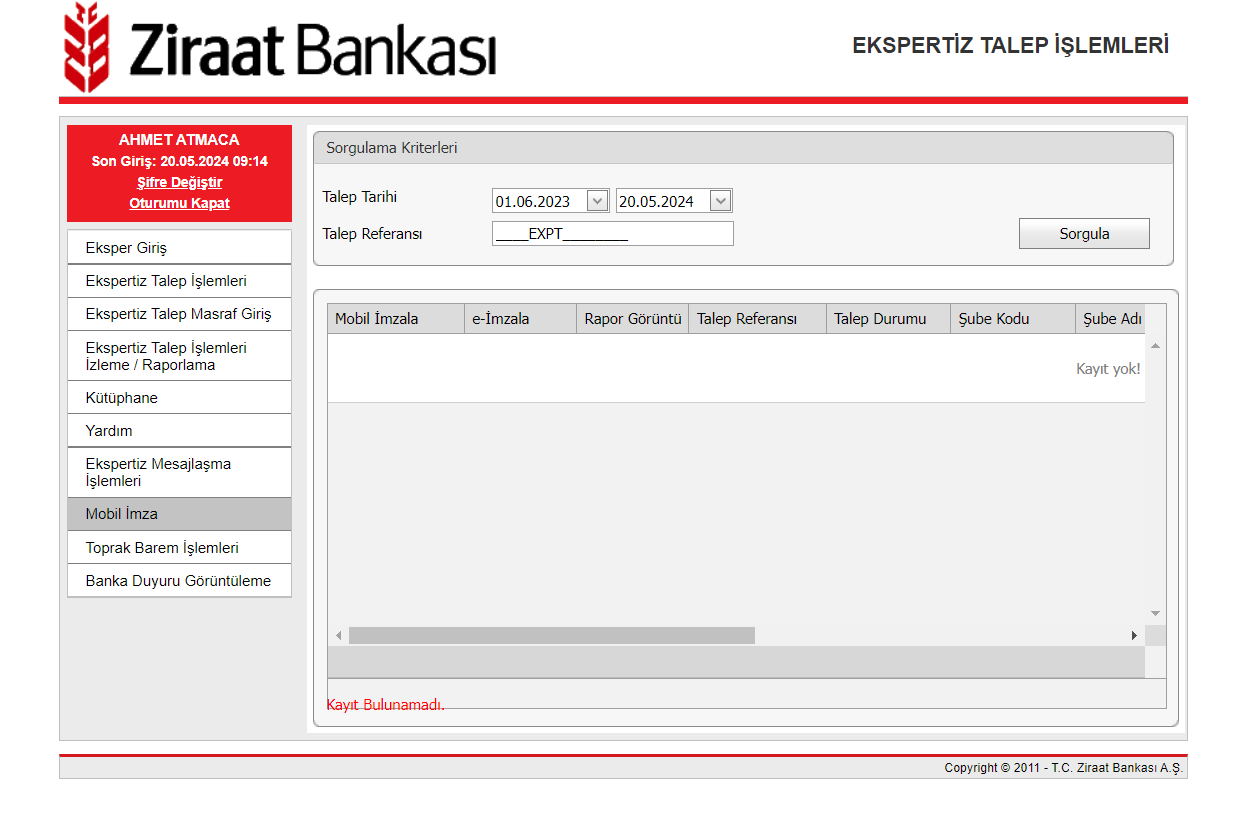 Ziraat Bankası
EKSPERTİZ TALEP İŞLEMLERİ
AHMET ATMACA
Son Giriş: 20.05.2024 09:14
Şifre Değiştir
Oturumu Kapat
Eksper Giriş
Ekspertiz Talep İşlemleri
Ekspertiz Talep Masraf Giriş
Ekspertiz Talep İşlemleri
İzleme / Raporlama
Kütüphane
Yardım
Ekspertiz Mesajlaşma
İşlemleri
Mobil İmza
Toprak Barem İşlemleri
Banka Duyuru Görüntüleme
Sorgulama Kriterleri
Talep Tarihi 01.06.2023 20.05.2024
Talep Referansı ____EXPT________ Sorgula
Mobil İmzala e-İmzala Rapor Görüntü Talep Referansı Talep Durumu Şube Kodu Şube Adı
Kayıt yok!
Kayıt Bulunamadı.
Copyright © 2011 - T.C. Ziraat Bankası A.Ş.